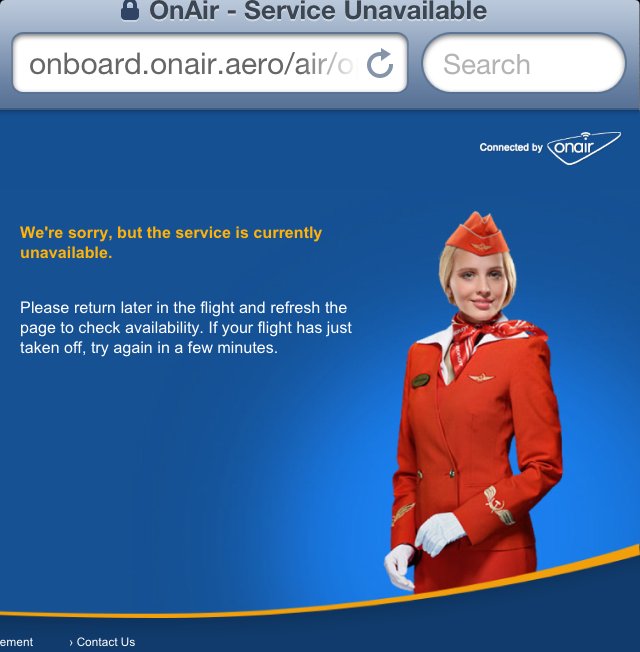 OnAir - Service Unavailable
onboard.onair.aero/air/o
Search
Connected by onair
We're sorry, but the service is currently
unavailable.
Please return later in the flight and refresh the
page to check availability. If your flight has just
taken off, try again in a few minutes.
ement › Contact Us